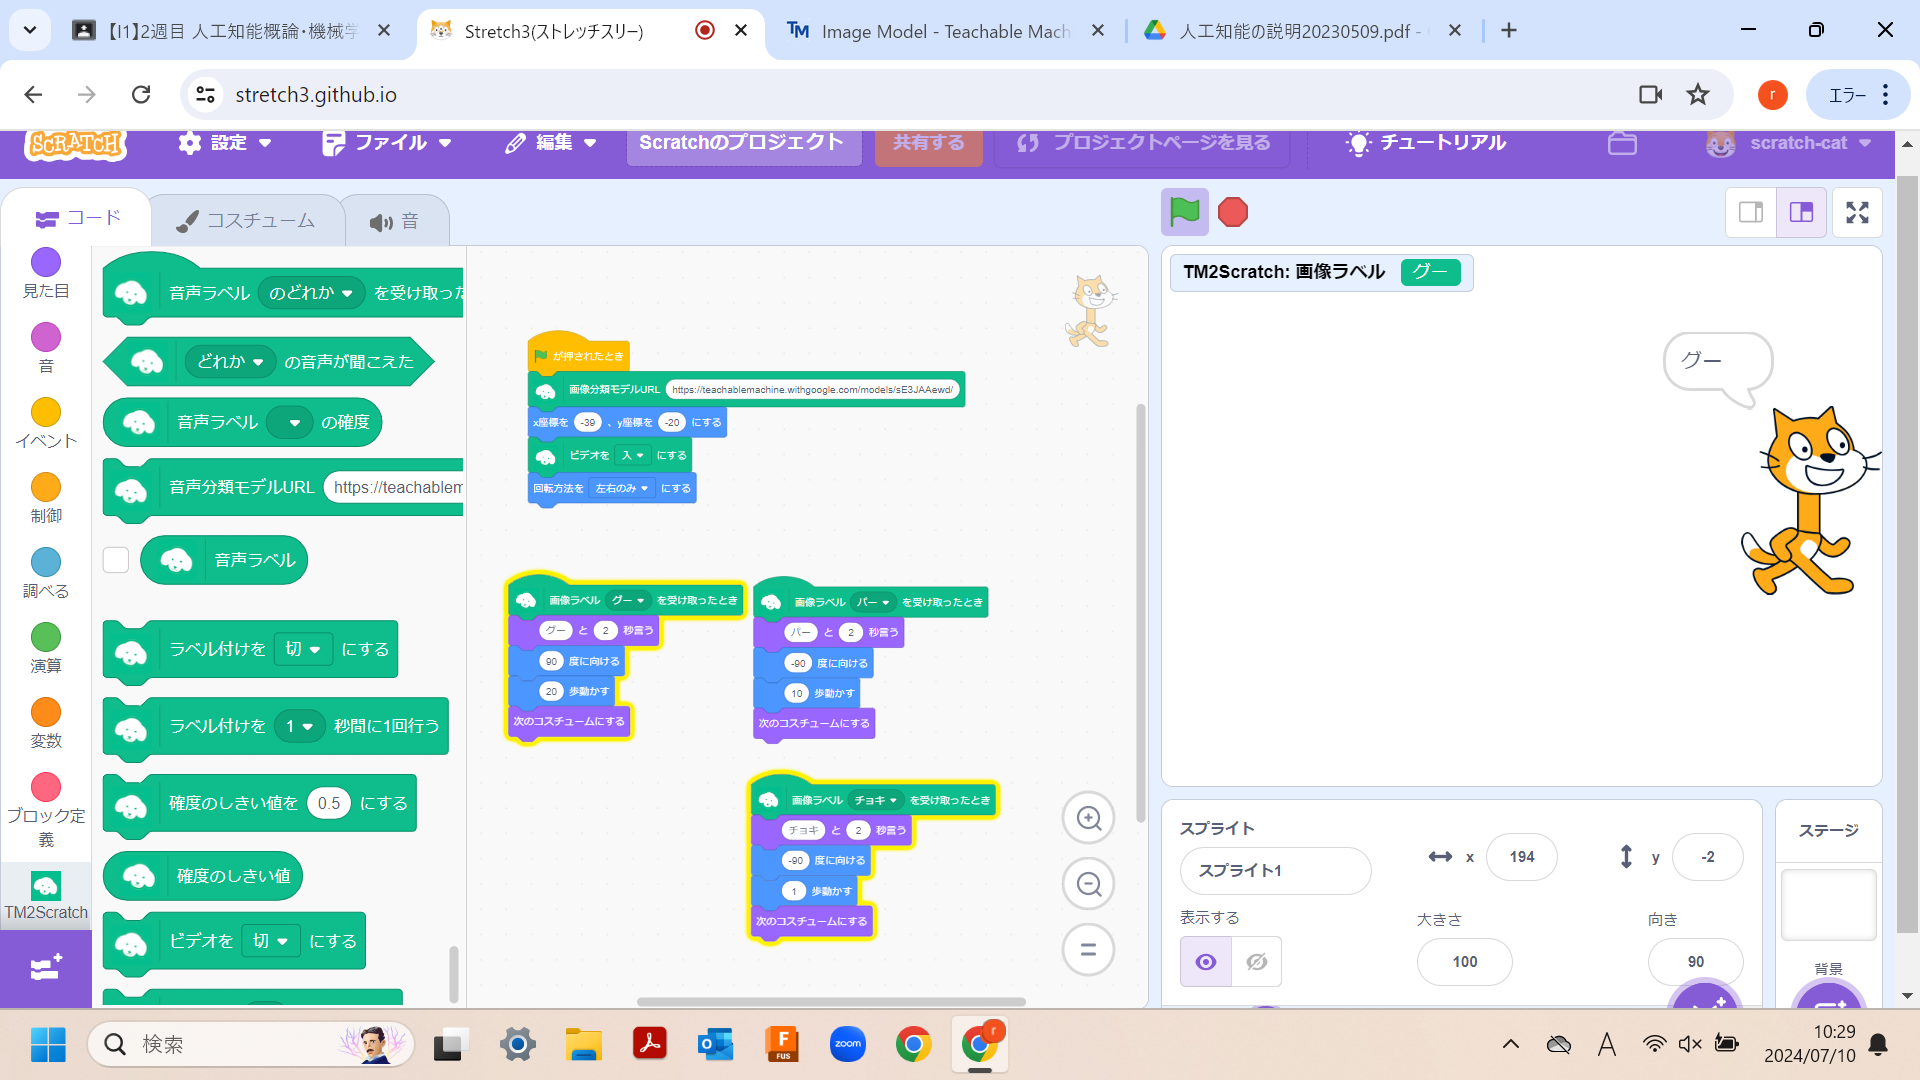 【I1】2週目 人工知能概論・機械学
Stretch3(ストレッチスリー)
Image Model - Teachable Mach
人工知能の説明20230509.pdf -
stretch3.github.io
r
エラー
SCRATCH
設定
ファイル
編集
Scratchのプロジェクト
共有する
プロジェクトページを見る
チュートリアル
scratch-cat
コード
コスチューム
音
見た目
音
イベント
制御
調べる
演算
変数
ブロック定
義
TM2Scratch
音声ラベル のどれか を受け取った
どれか の音声が聞こえた
音声ラベル の確度
音声分類モデルURL https://teachablem
音声ラベル
ラベル付けを 切 にする
ラベル付けを 1 秒間に1回行う
確度のしきい値を 0.5 にする
確度のしきい値
ビデオを 切 にする
が押されたとき
画像分類モデルURL https://teachablemachine.withgoogle.com/models/sE3JAAewd/
x座標を -39 、y座標を -20 にする
ビデオを 入 にする
回転方法を 左右のみ にする
画像ラベル グー を受け取ったとき
グー と 2 秒言う
90 度に向ける
20 歩動かす
次のコスチュームにする
画像ラベル パー を受け取ったとき
パー と 2 秒言う
-90 度に向ける
10 歩動かす
次のコスチュームにする
画像ラベル チョキ を受け取ったとき
チョキ と 2 秒言う
-90 度に向ける
1 歩動かす
次のコスチュームにする
TM2Scratch: 画像ラベル グー
グー
スプライト
スプライト1
x 194
y -2
表示する
大きさ
100
向き
90
ステージ
背景
検索
zoom
F
FUS
r
A
10:29
2024/07/10